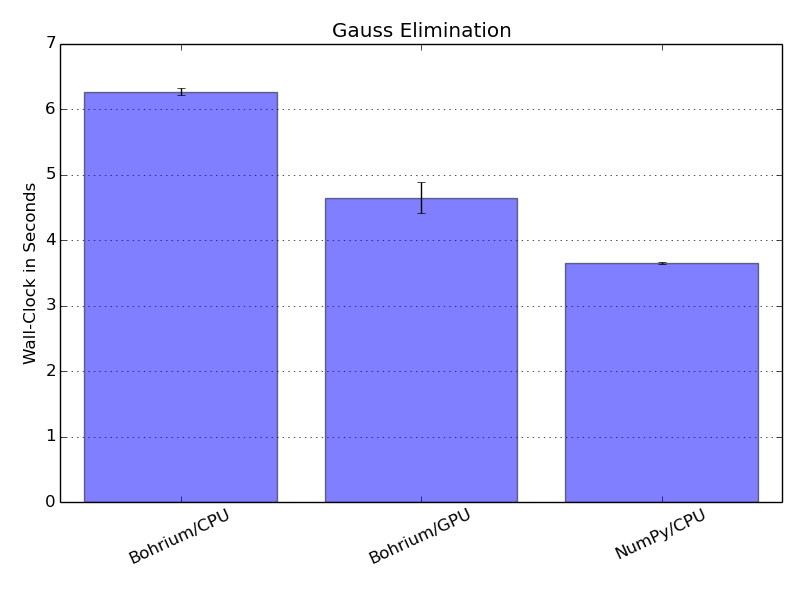 Gauss Elimination
7
6
5
4
3
2
1
0
Wall-Clock in Seconds
Bohrium/CPU
Bohrium/GPU
NumPy/CPU